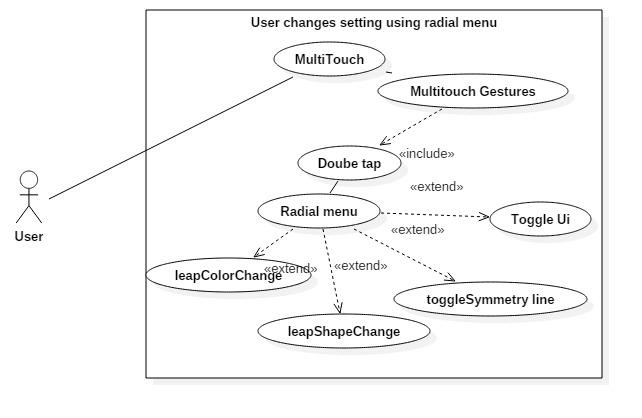 User changes setting using radial menu
MultiTouch
Multitouch Gestures
Doube tap
«include»
«extend»
Radial menu
Toggle Ui
«extend»
User
leapColorChange
«extend»
«extend»
toggleSymmetry line
leapShapeChange